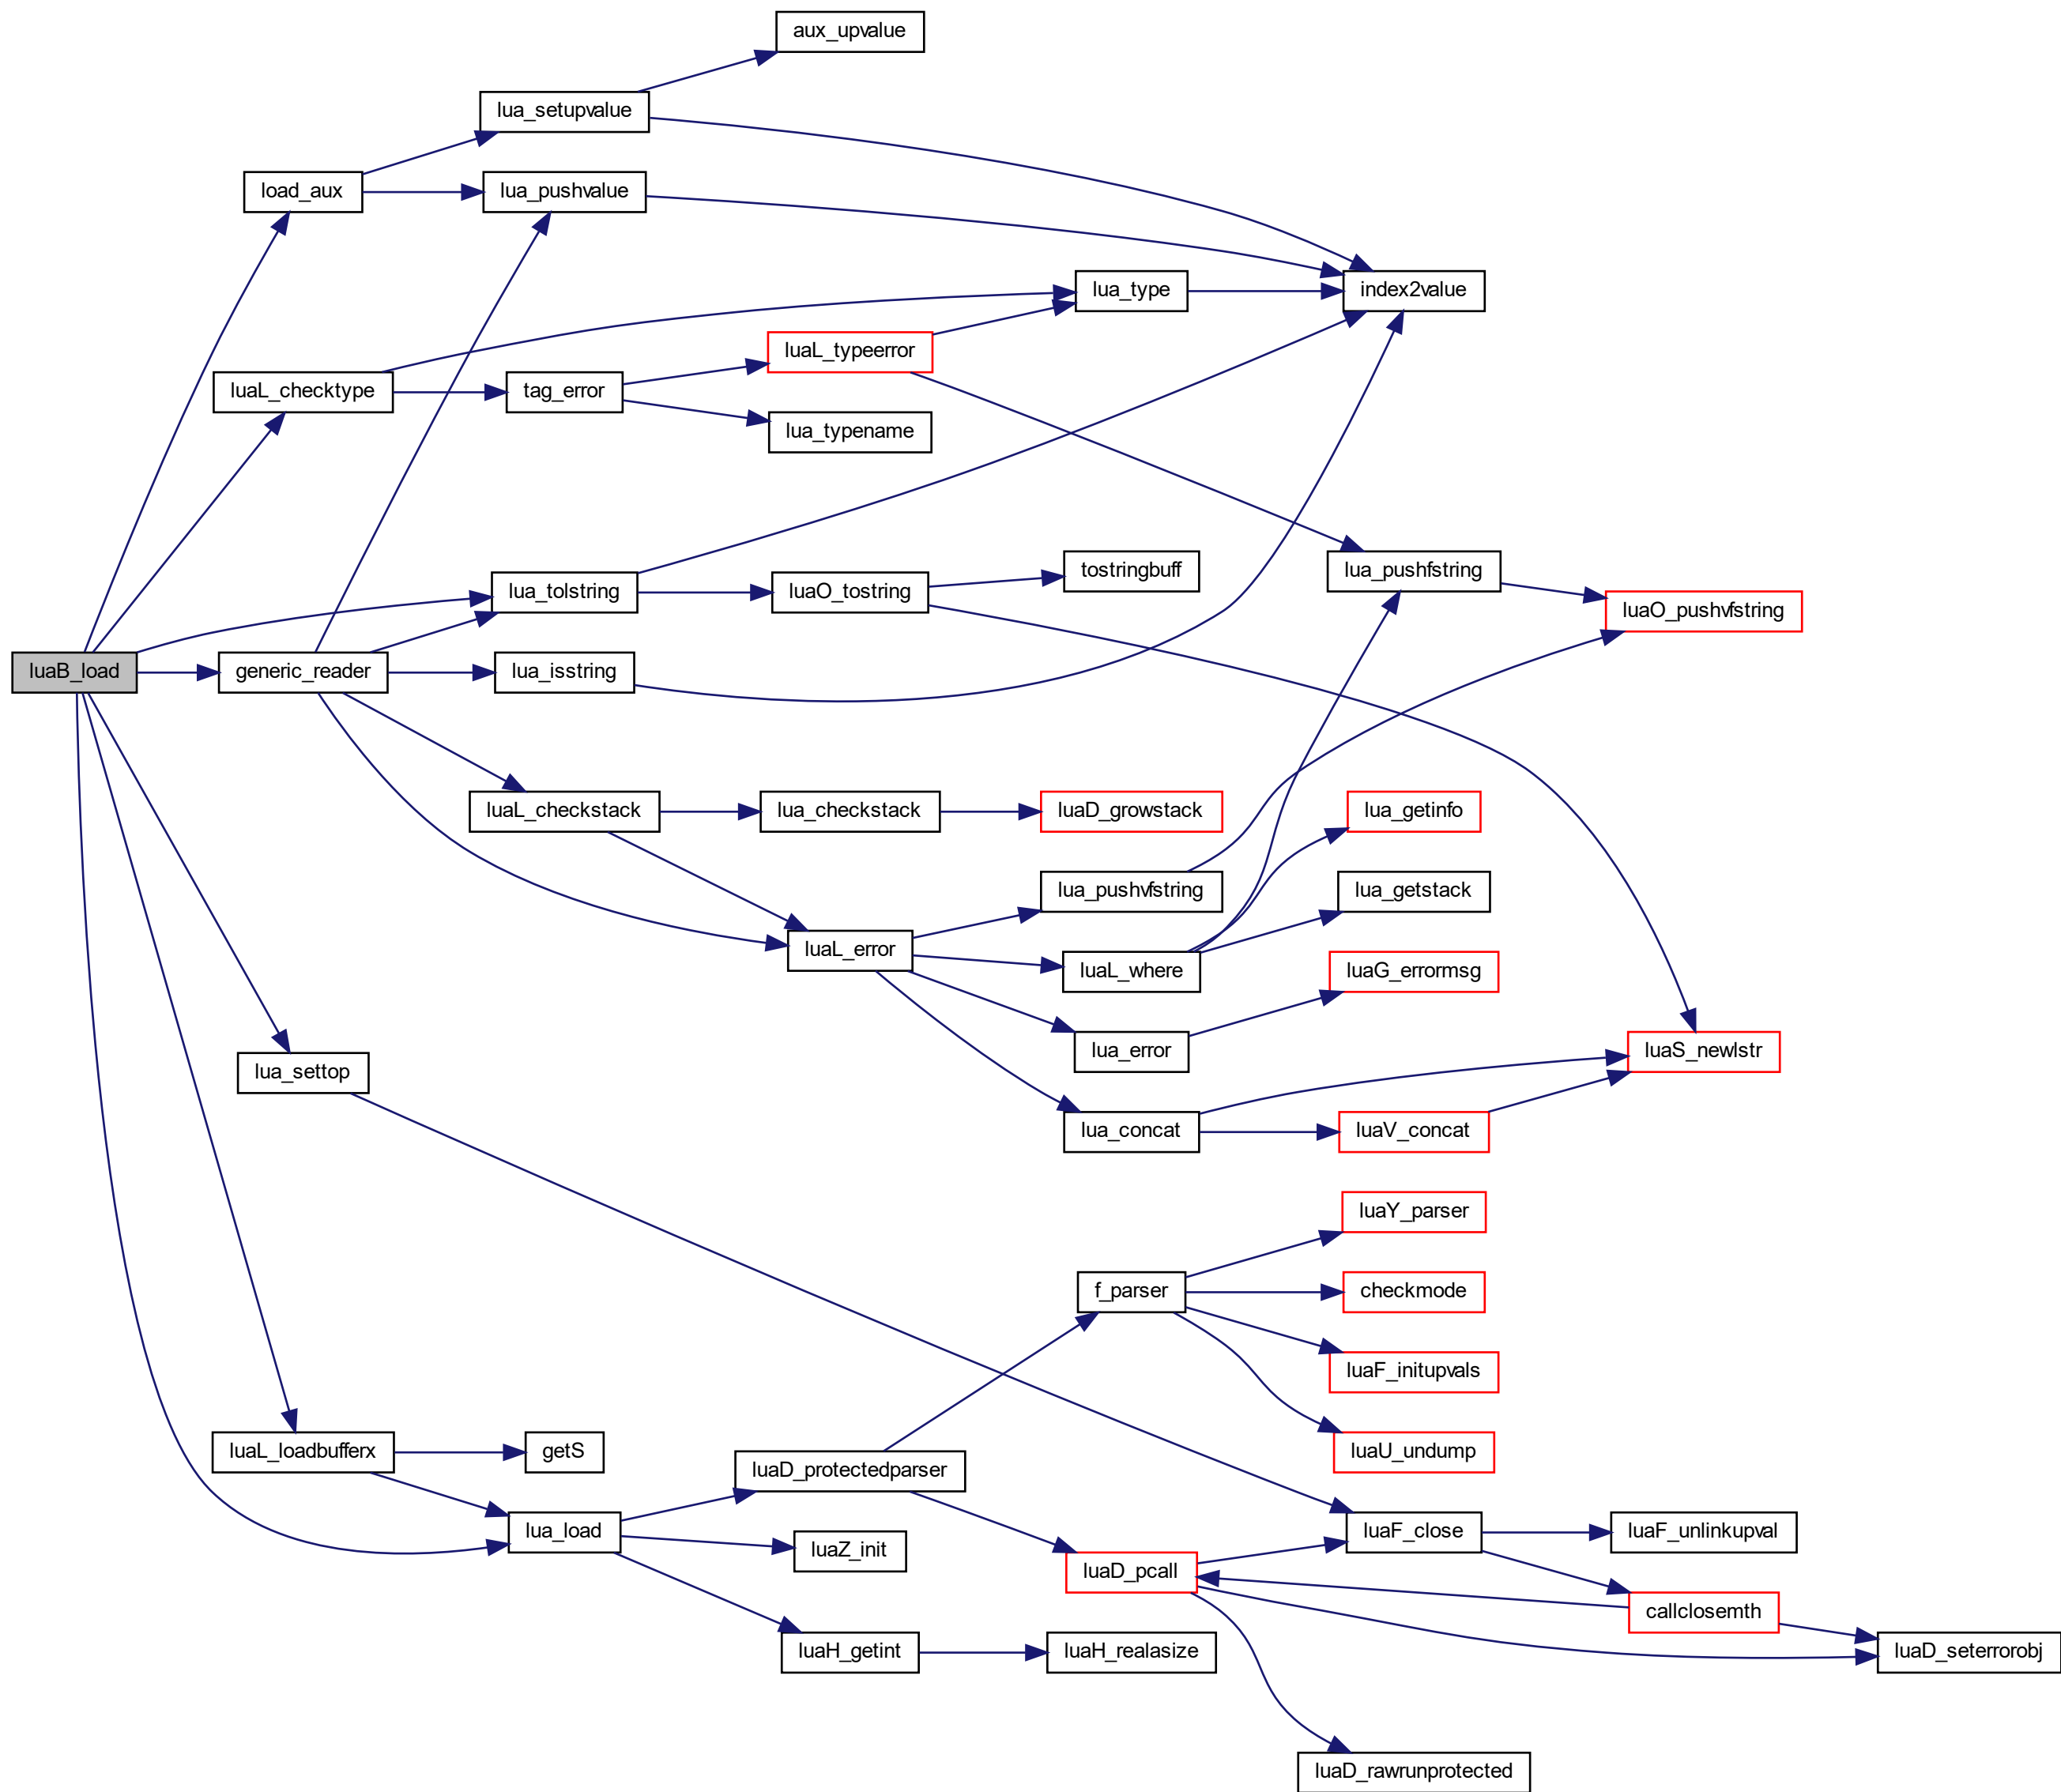 aux_upvalue
lua_setupvalue
load_aux
lua_pushvalue
lua_type
index2value
luaL_typeerror
luaL_checktype
tag_error
lua_typename
tostringbuff
lua_pushfstring
lua_tolstring
luaO_tostring
luaO_pushvfstring
luaB_load
generic_reader
lua_isstring
luaL_checkstack
lua_checkstack
luaD_growstack
lua_getinfo
lua_pushvfstring
lua_getstack
luaL_error
luaL_where
luaG_errormsg
lua_settop
lua_error
luaS_newlstr
lua_concat
luaV_concat
luaY_parser
f_parser
checkmode
luaF_initupvals
luaL_loadbufferx
getS
luaD_protectedparser
luaU_undump
lua_load
luaZ_init
luaF_close
luaF_unlinkupval
luaD_pcall
callclosemth
luaH_getint
luaH_realasize
luaD_seterrorobj
luaD_rawrunprotected